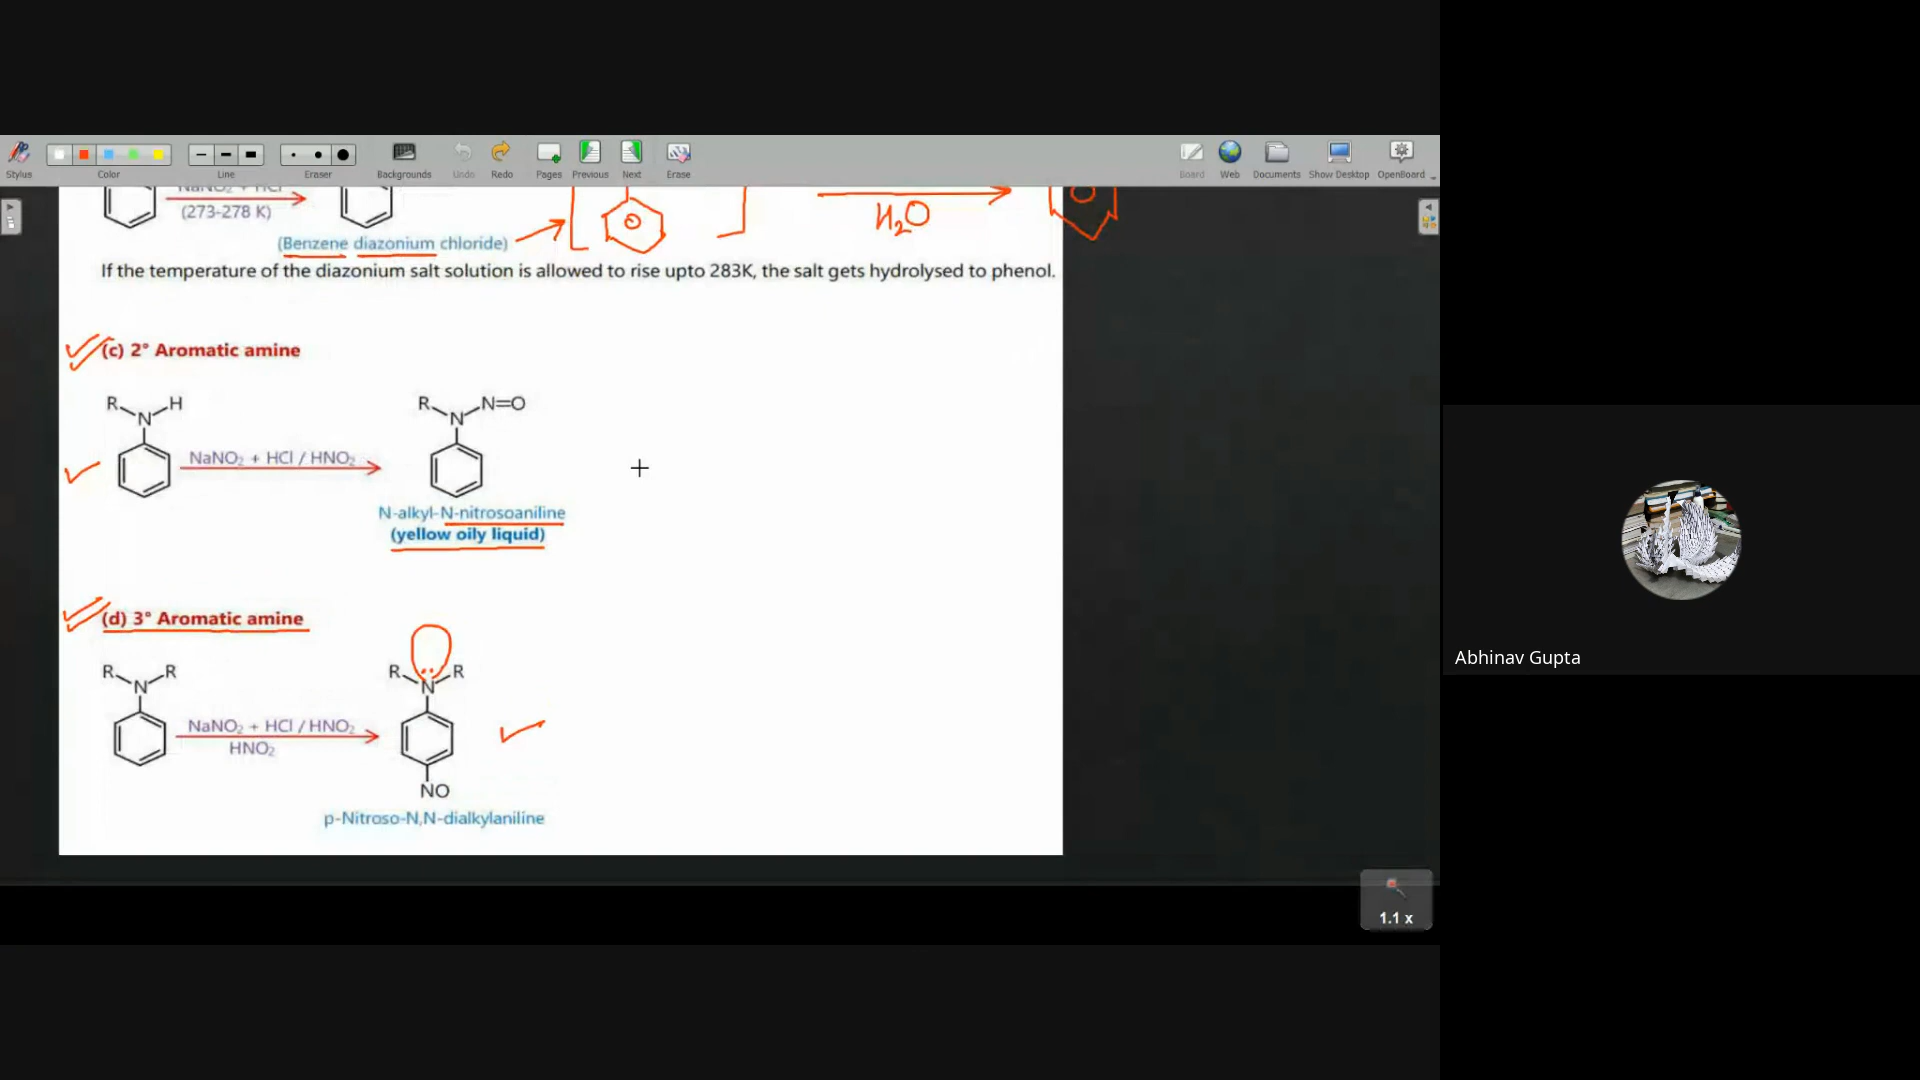 Stylus
Color
Line
Eraser
Backgrounds
Undo
Redo
Pages
Previous
Next
Erase
Board
Web
Documents
Show Desktop
OpenBoard
NaNO₂ + HCl
(273-278 K)
H₂O
(Benzene diazonium chloride)
If the temperature of the diazonium salt solution is allowed to rise upto 283K, the salt gets hydrolysed to phenol.
(c) 2° Aromatic amine
R N H
NaNO₂ + HCl / HNO₂
R N N=O
N-alkyl-N-nitrosoaniline
(yellow oily liquid)
(d) 3° Aromatic amine
R N R
NaNO₂ + HCl / HNO₂
HNO₂
R N R
NO
p-Nitroso-N,N-dialkylaniline
Abhinav Gupta
1.1 x